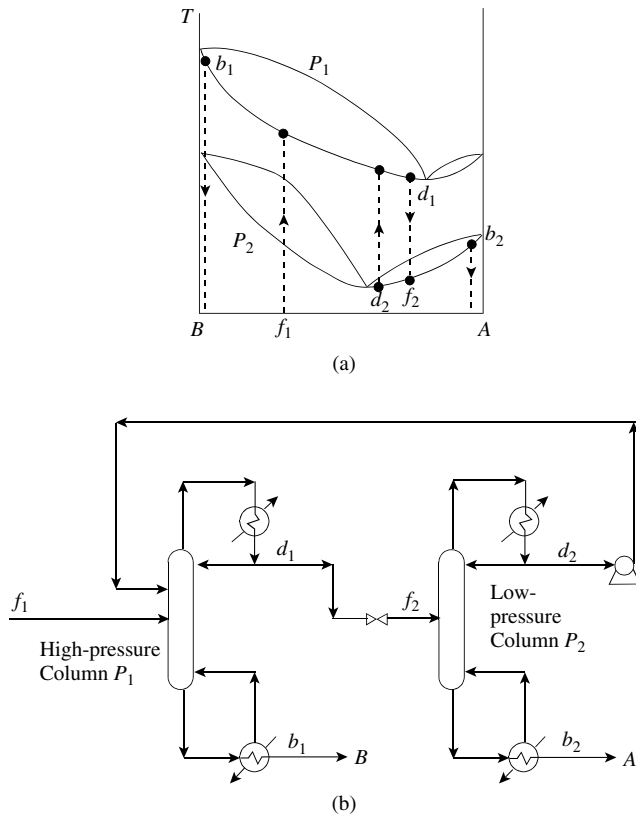 T
b₁
P₁
d₁
P₂
b₂
d₂
f₂
B
f₁
A
(a)
d₁
d₂
f₁
f₂
Low-
pressure
Column P₂
High-pressure
Column P₁
b₁
B
b₂
A
(b)